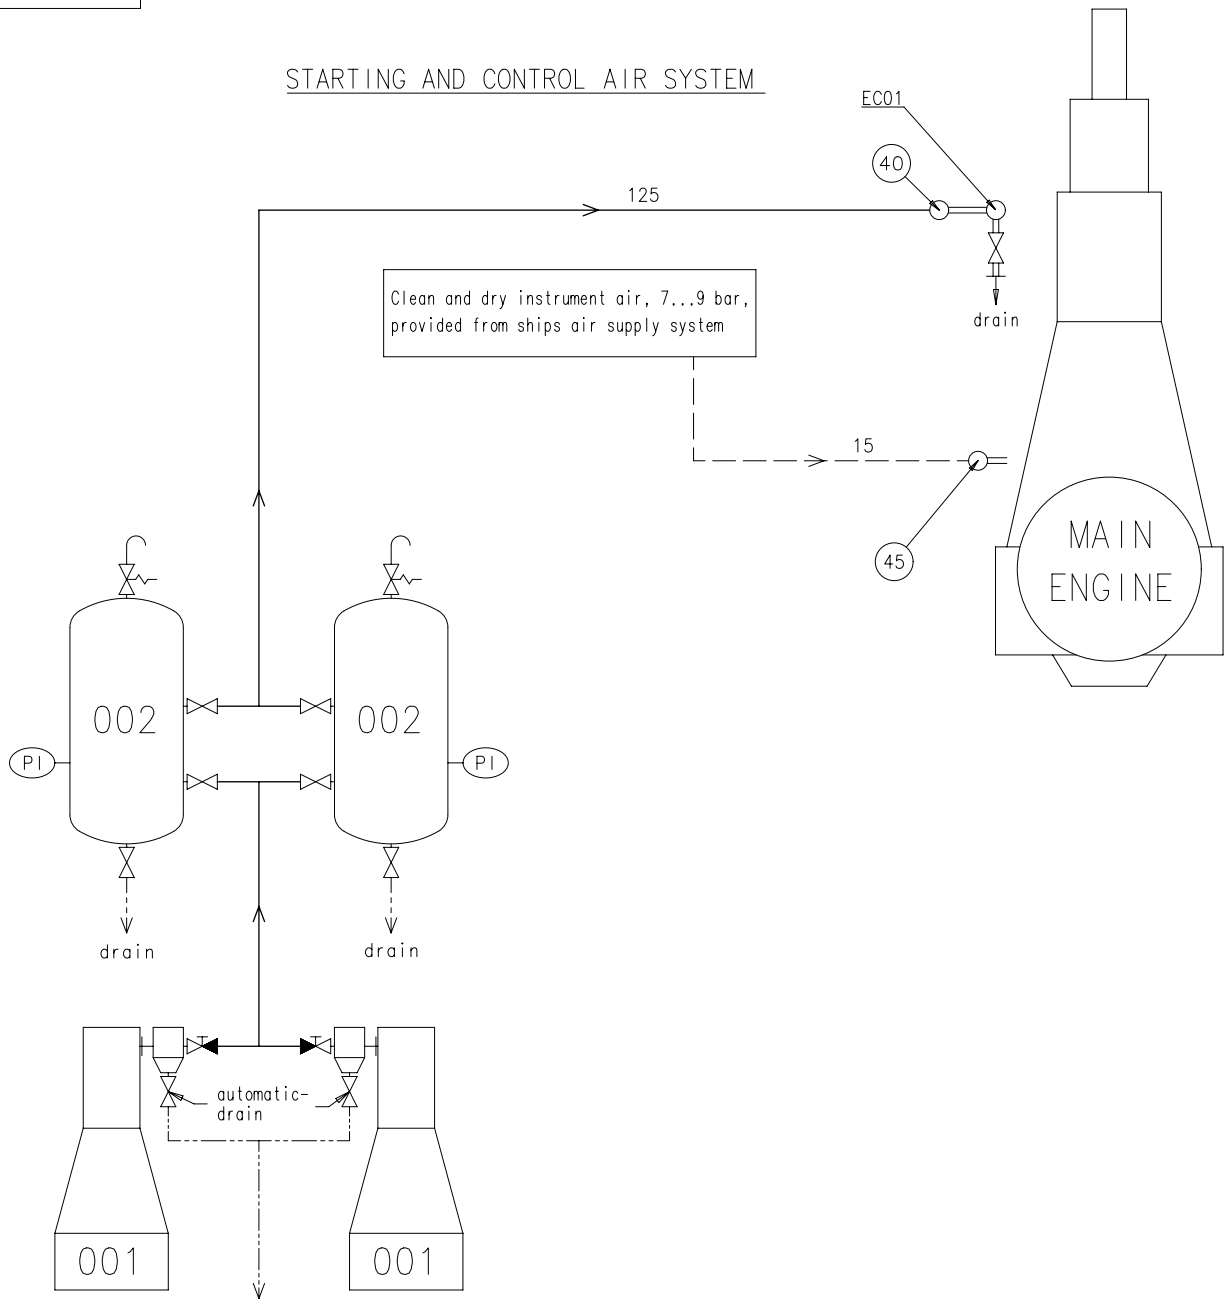 STARTING AND CONTROL AIR SYSTEM
EC01
40
125
Clean and dry instrument air, 7...9 bar,
provided from ships air supply system
drain
15
45
MAIN
ENGINE
002
002
PI
PI
drain
drain
automatic-
drain
001
001